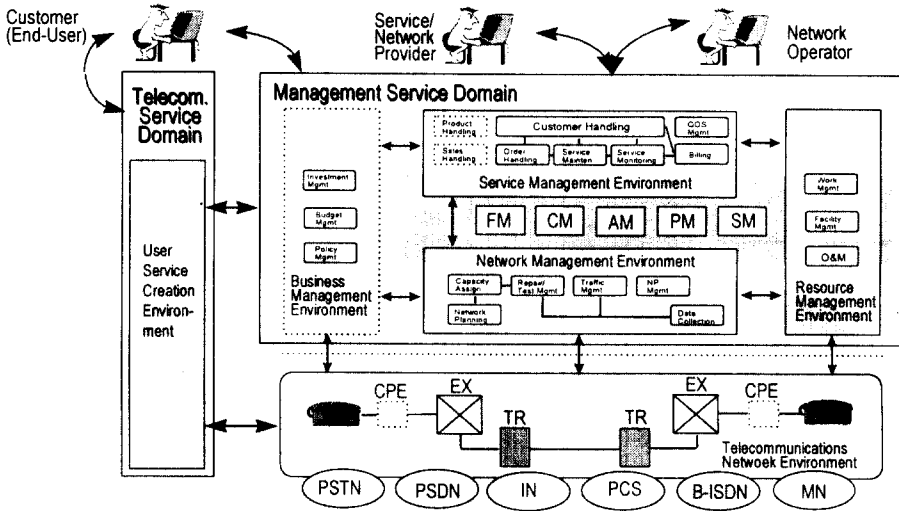 Customer
(End-User)
Service/
Network
Provider
Network
Operator
Telecom.
Service
Domain
User
Service
Creation
Environ-
ment
Management Service Domain
Investment
Mgmt
Budget
Mgmt
Policy
Mgmt
Business
Management
Environment
Product
Handling
Sales
Handling
Customer Handling
Order
Handling
Service
Mainten
Service
Monitoring
COS
Mgmt
Billing
Service Management Environment
FM
CM
AM
PM
SM
Network Management Environment
Capacity
Assign
Repair/
Test Mgmt
Traffic
Mgmt
NP
Mgmt
Network
Planning
Data
Collection
Work
Mgmt
Facility
Mgmt
O&M
Resource
Management
Environment
CPE
EX
TR
TR
EX
CPE
Telecommunications
Netwoek Environment
PSTN
PSDN
IN
PCS
B-ISDN
MN